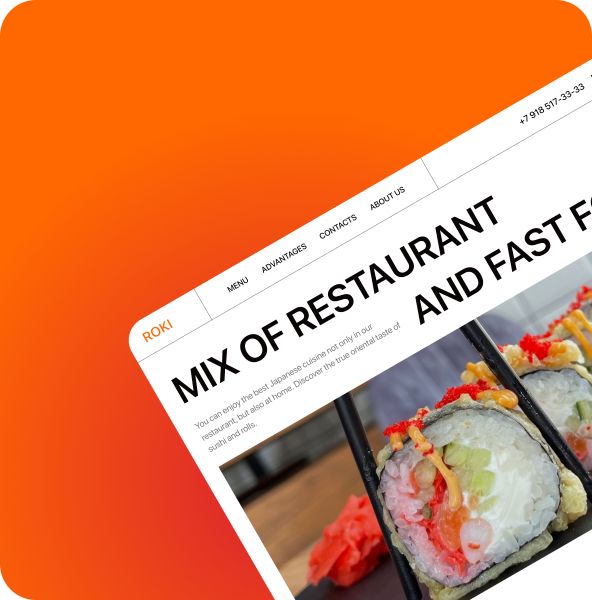 ROKI
MENU
ADVANTAGES
CONTACTS
ABOUT US
+7 918 517-33-33
MIX OF RESTAURANT
AND FAST
You can enjoy the best Japanese cuisine not only in our
restaurant, but also at home. Discover the true oriental taste of
sushi and rolls.